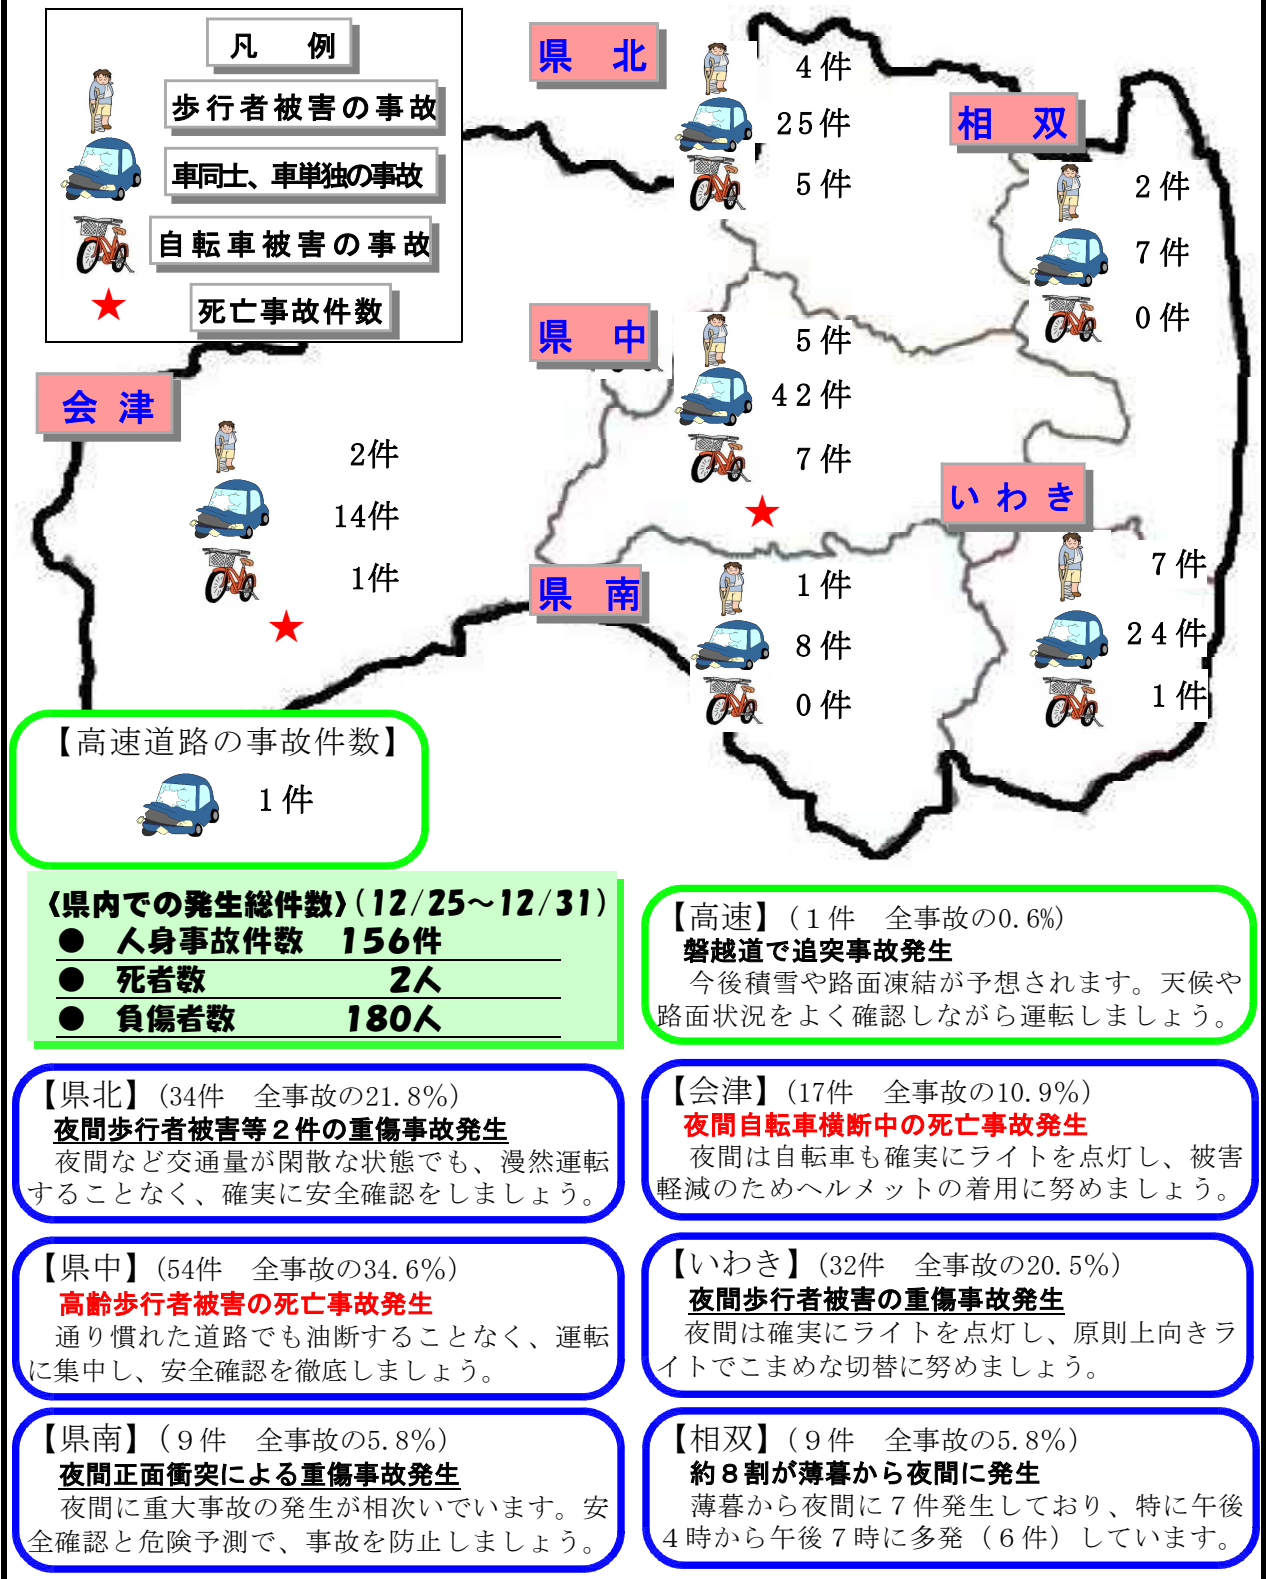 凡　例
歩行者被害の事故
車同士、車単独の事故
自転車被害の事故
死亡事故件数
県　北
4件
25件
5件
相　双
2件
7件
0件
県　中
5件
42件
7件
会　津
2件
14件
1件
いわき
7件
24件
1件
県　南
1件
8件
0件
【高速道路の事故件数】
1件
〈県内での発生総件数〉(12/25～12/31)
●　人身事故件数　156件
●　死者数　2人
●　負傷者数　180人
【高速】(１件　全事故の0.6%)
磐越道で追突事故発生
今後積雪や路面凍結が予想されます。天候や
路面状況をよく確認しながら運転しましょう。
【県北】(34件　全事故の21.8%)
夜間歩行者被害等２件の重傷事故発生
夜間など交通量が閑散な状態でも、漫然運転
することなく、確実に安全確認をしましょう。
【会津】(17件　全事故の10.9%)
夜間自転車横断中の死亡事故発生
夜間は自転車も確実にライトを点灯し、被害
軽減のためヘルメットの着用に努めましょう。
【県中】(54件　全事故の34.6%)
高齢歩行者被害の死亡事故発生
通り慣れた道路でも油断することなく、運転
に集中し、安全確認を徹底しましょう。
【いわき】(32件　全事故の20.5%)
夜間歩行者被害の重傷事故発生
夜間は確実にライトを点灯し、原則上向きラ
イトでこまめな切替に努めましょう。
【県南】(９件　全事故の5.8%)
夜間正面衝突による重傷事故発生
夜間に重大事故の発生が相次いでいます。安
全確認と危険予測で、事故を防止しましょう。
【相双】(９件　全事故の5.8%)
約８割が薄暮から夜間に発生
薄暮から夜間に７件発生しており、特に午後
４時から午後７時に多発（６件）しています。